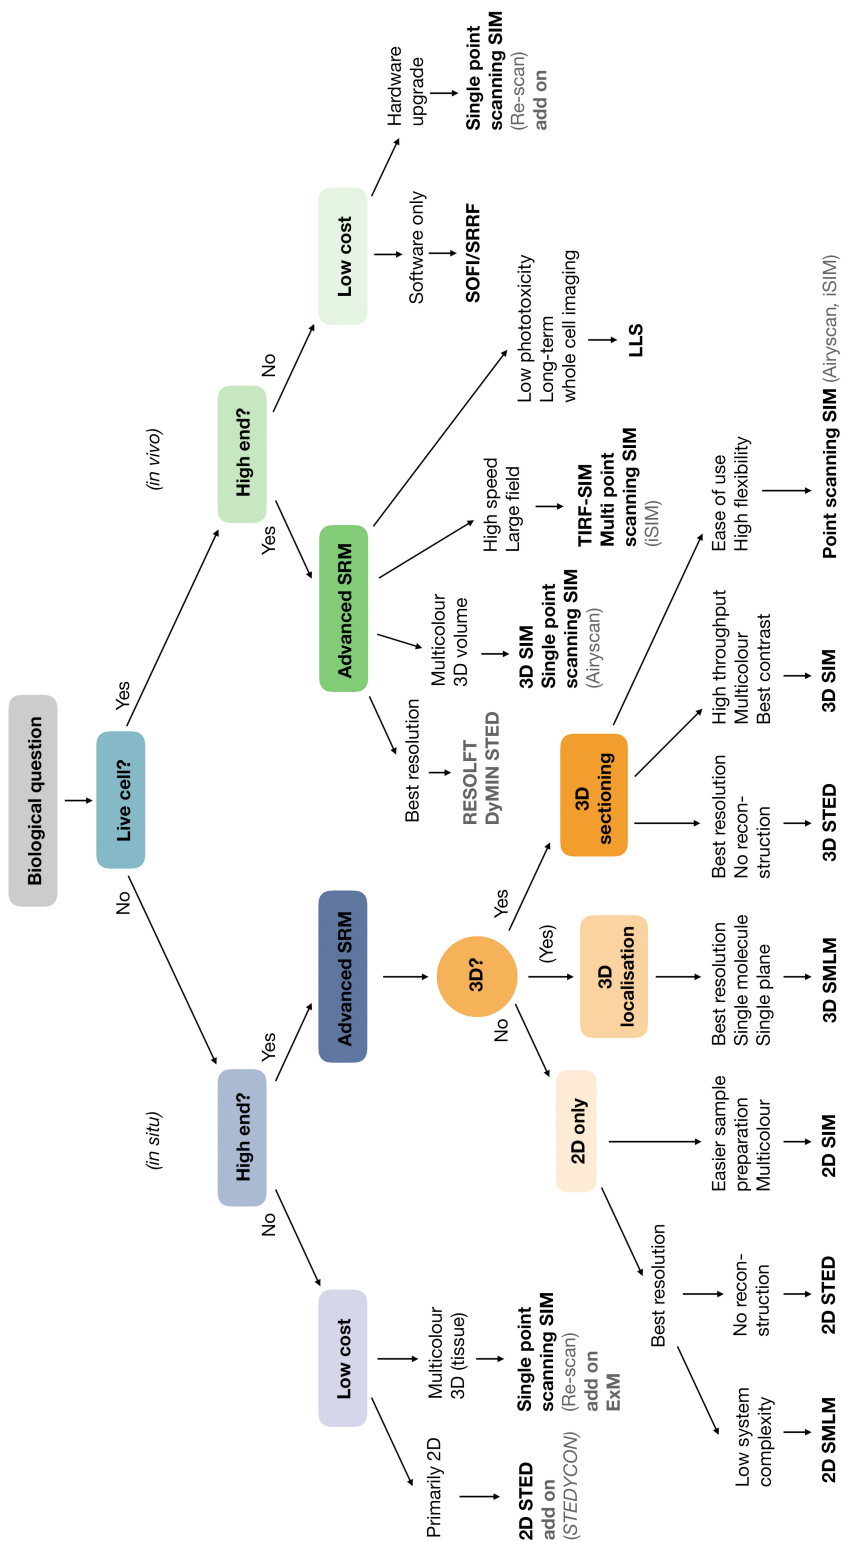 Biological question
Live cell?
No
Yes
(in situ)
(in vivo)
High end?
High end?
No
Yes
Yes
No
Low cost
Advanced SRM
Advanced SRM
Low cost
Primarily 2D
Multicolour
3D (tissue)
2D STED
add on
(STEDYCON)
Single point
scanning SIM
(Re-scan)
add on
ExM
3D?
No
(Yes)
Yes
2D only
3D
localisation
3D
sectioning
Best resolution
Low system
complexity
No recon-
struction
Easier sample
preparation
Multicolour
Best resolution
Single molecule
Single plane
Best resolution
No recon-
struction
High throughput
Multicolour
Best contrast
Ease of use
High flexibility
2D SMLM
2D STED
2D SIM
3D SMLM
3D STED
3D SIM
Point scanning SIM (Airyscan, iSIM)
Best resolution
RESOLFT
DyMIN STED
Multicolour
3D volume
3D SIM
Single point
scanning SIM
(Airyscan)
High speed
Large field
TIRF-SIM
Multi point
scanning SIM
(iSIM)
Low phototoxicity
Long-term
whole cell imaging
LLS
Software only
SOFI/SRRF
Hardware
upgrade
Single point
scanning SIM
(Re-scan)
add on